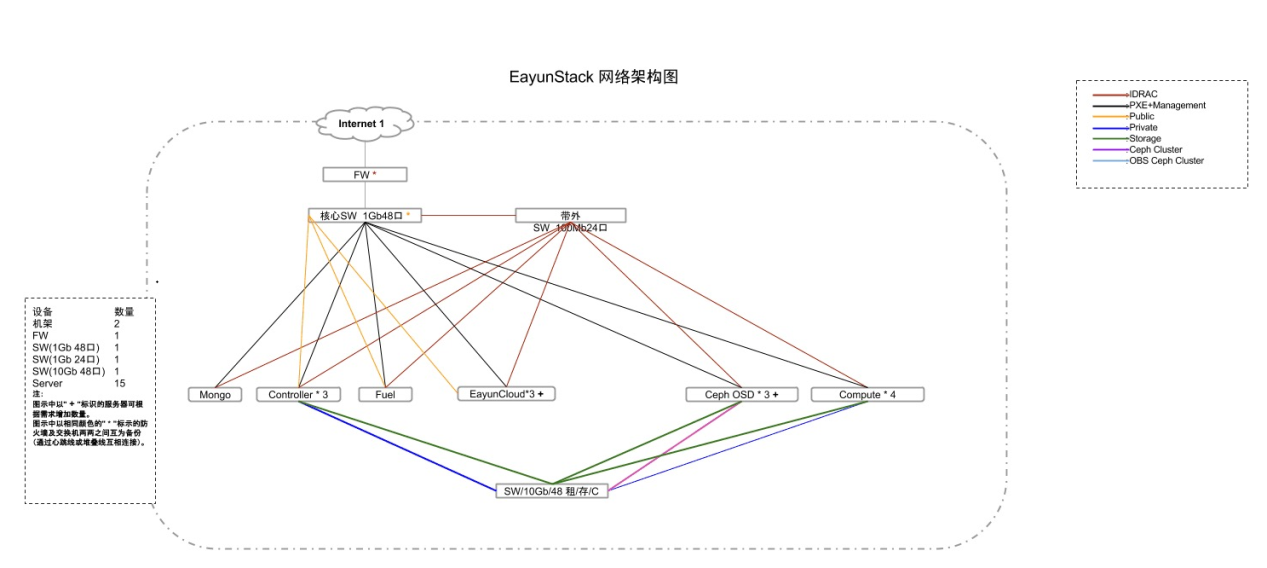 EayunStack 网络架构图
:IDRAC
:PXE+Management
:Public
:Private
:Storage
:Ceph Cluster
:OBS Ceph Cluster
Internet 1
FW *
核心SW 1Gb48口 *
带外
SW 100Mb24口
设备 数量
机架 2
FW 1
SW(1Gb 48口) 1
SW(1Gb 24口) 1
SW(10Gb 48口) 1
Server 15
注:
图示中以" + "标识的服务器可根
据需求增加数量。
图示中以相同颜色的" * "标示的防
火墙及交换机两两之间互为备份
(通过心跳线或堆叠线互相连接)。
Mongo
Controller * 3
Fuel
EayunCloud*3 +
Ceph OSD * 3 +
Compute * 4
SW/10Gb/48 租/存/C